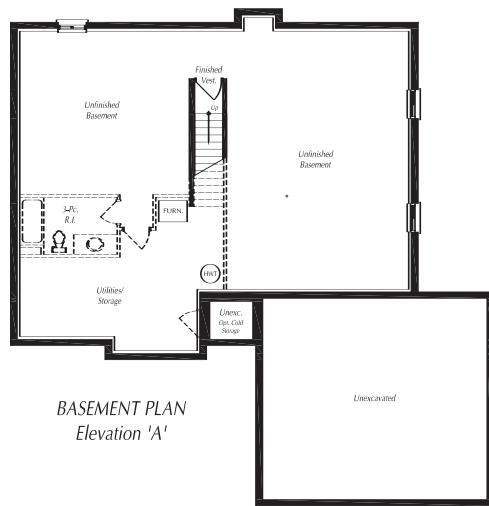 Finished
Vest.
Unfinished
Basement
Up
Unfinished
Basement
3-Pc.
R.I.
FURN.
HWT
Utilities/
Storage
Unexc.
Opt. Cold
Storage
Unexcavated
BASEMENT PLAN
Elevation 'A'